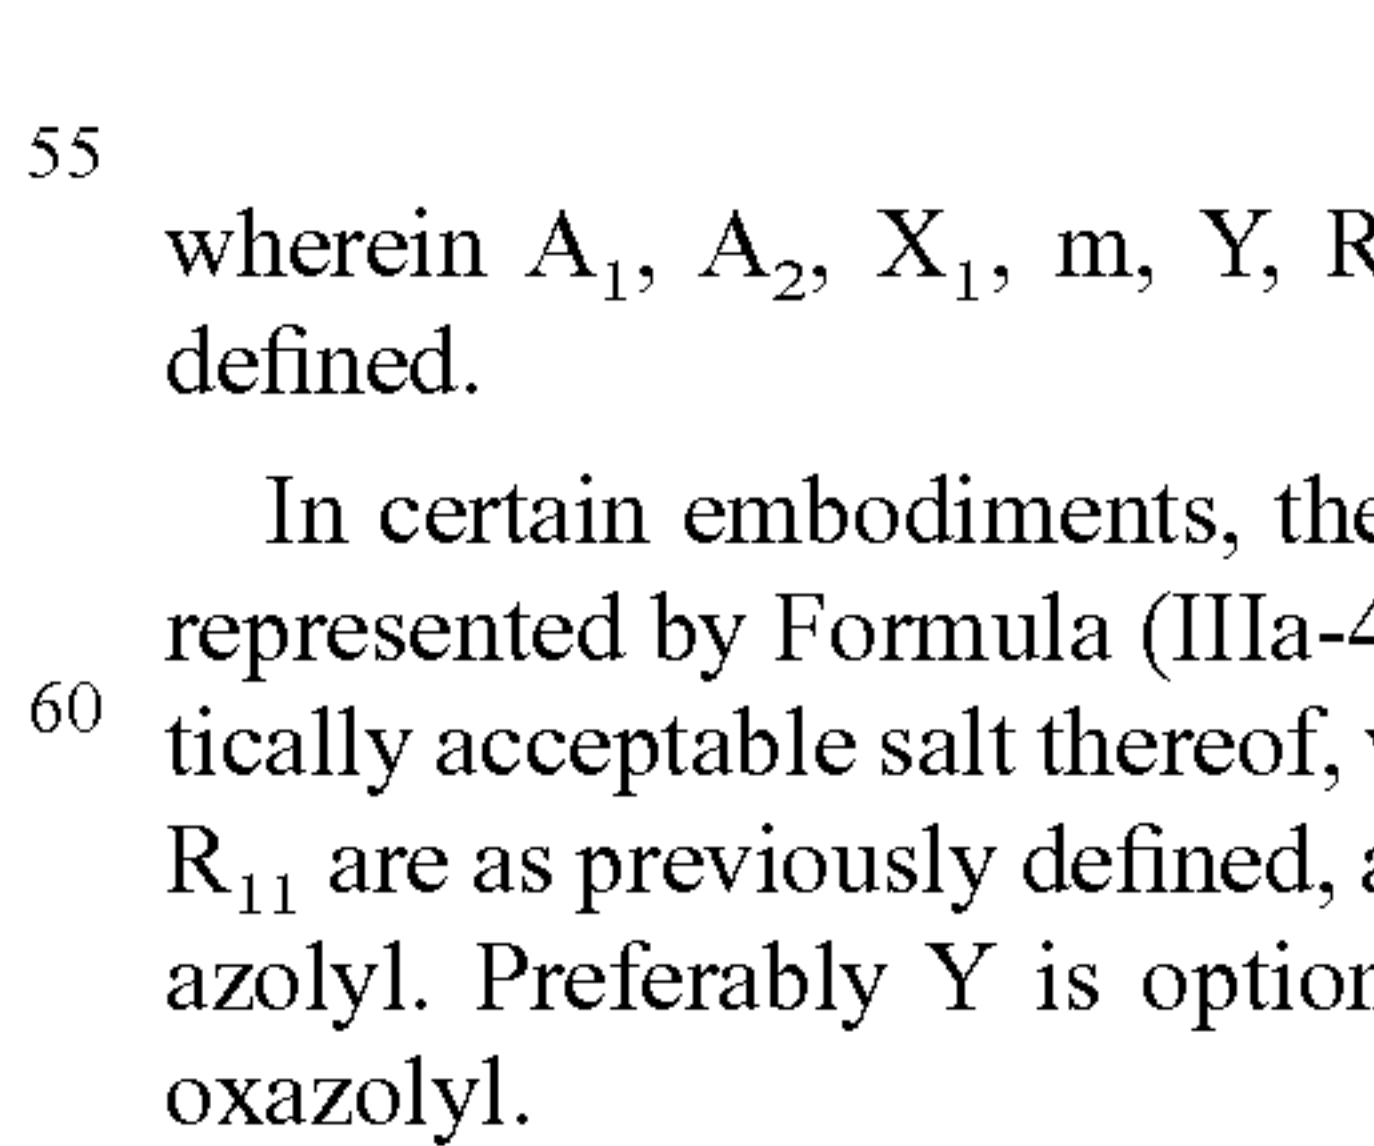 55
wherein A₁, A₂, X₁, m, Y, R
defined.
In certain embodiments, the
represented by Formula (IIIa-4
60
tically acceptable salt thereof,
R₁₁ are as previously defined,
azolyl. Preferably Y is option
oxazolyl.